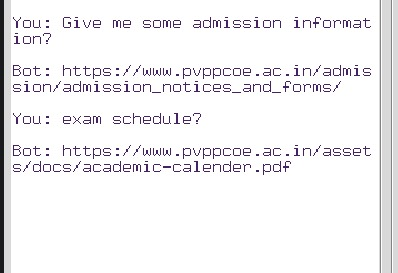 You: Give me some admission informat
ion?
Bot: https://www.pvppcoe.ac.in/admis
sion/admission_notices_and_forms/
You: exam schedule?
Bot: https://www.pvppcoe.ac.in/asset
s/docs/academic-calender.pdf